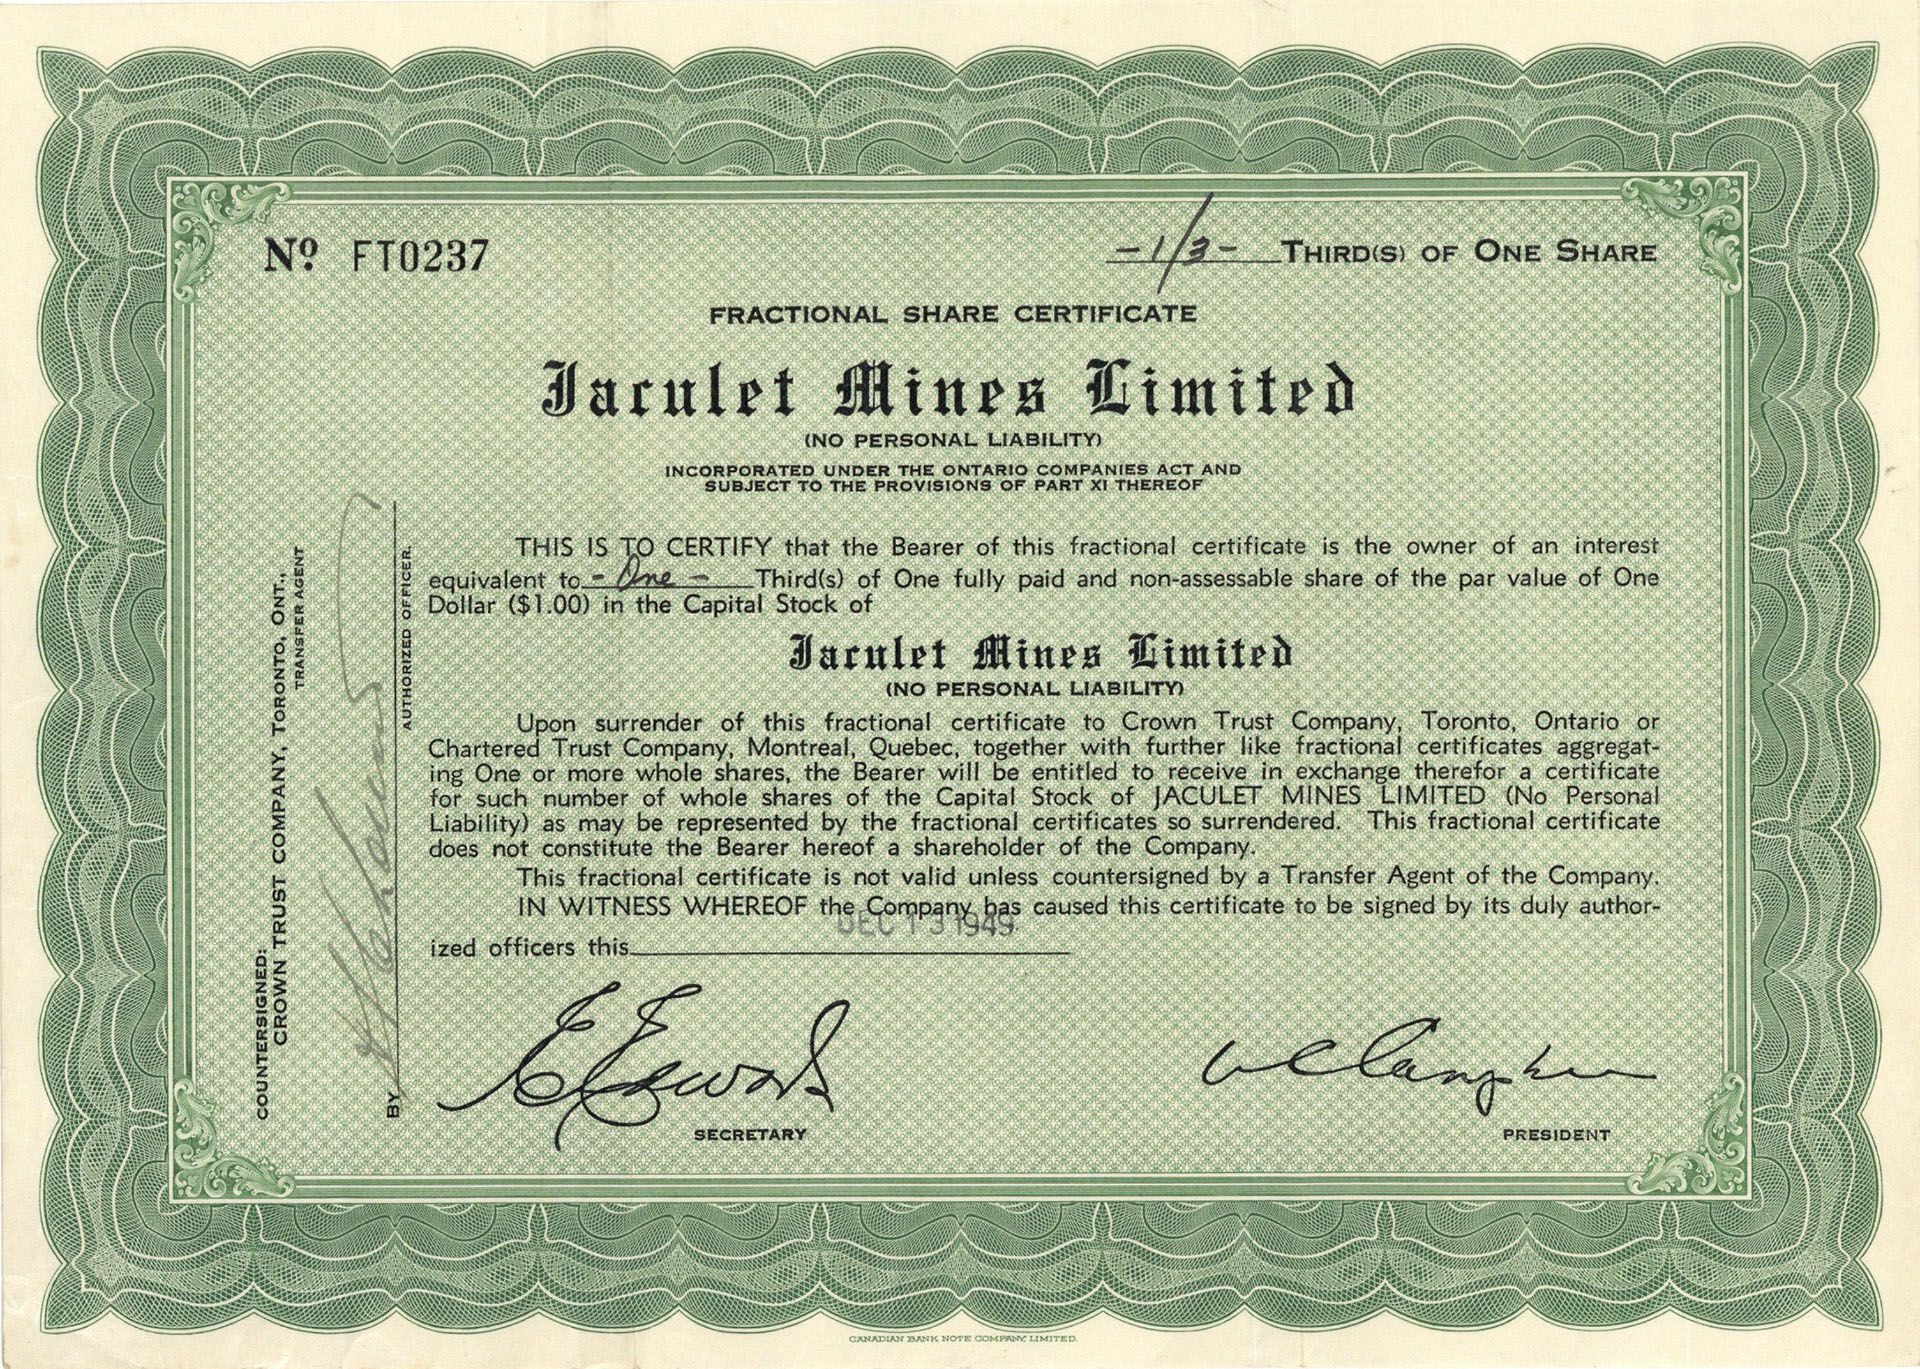 Nº FT0237
- 1/3 - THIRD(S) OF ONE SHARE
FRACTIONAL SHARE CERTIFICATE
Jaculet Mines Limited
(NO PERSONAL LIABILITY)
INCORPORATED UNDER THE ONTARIO COMPANIES ACT AND
SUBJECT TO THE PROVISIONS OF PART XI THEREOF
THIS IS TO CERTIFY that the Bearer of this fractional certificate is the owner of an interest
equivalent to - One - Third(s) of One fully paid and non-assessable share of the par value of One
Dollar ($1.00) in the Capital Stock of
Jaculet Mines Limited
(NO PERSONAL LIABILITY)
Upon surrender of this fractional certificate to Crown Trust Company, Toronto, Ontario or
Chartered Trust Company, Montreal, Quebec, together with further like fractional certificates aggregat-
ing One or more whole shares, the Bearer will be entitled to receive in exchange therefor a certificate
for such number of whole shares of the Capital Stock of JACULET MINES LIMITED (No Personal
Liability) as may be represented by the fractional certificates so surrendered. This fractional certificate
does not constitute the Bearer hereof a shareholder of the Company.
This fractional certificate is not valid unless countersigned by a Transfer Agent of the Company.
IN WITNESS WHEREOF the Company has caused this certificate to be signed by its duly author-
DEC 13 1949
ized officers this
SECRETARY
PRESIDENT
COUNTERSIGNED:
CROWN TRUST COMPANY, TORONTO, ONT.,
TRANSFER AGENT
BY
AUTHORIZED OFFICER.
CANADIAN BANK NOTE COMPANY, LIMITED.